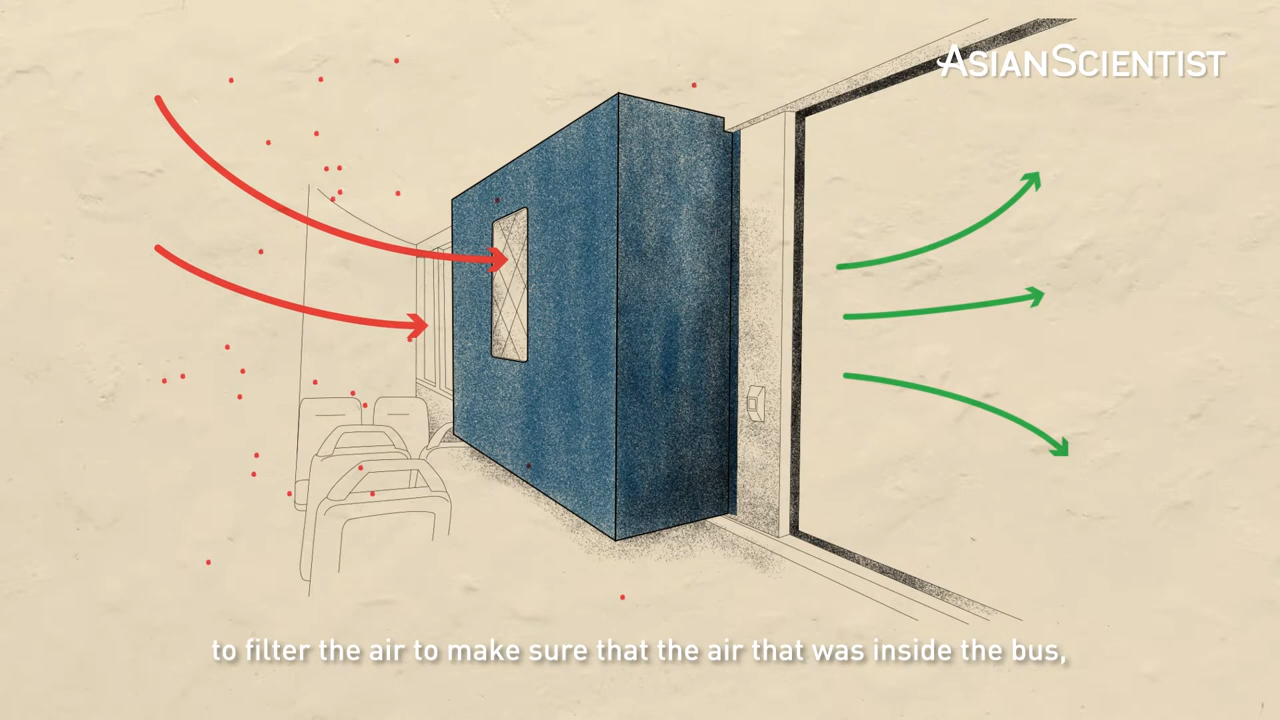 ASIANSCIENTIST
to filter the air to make sure that the air that was inside the bus,